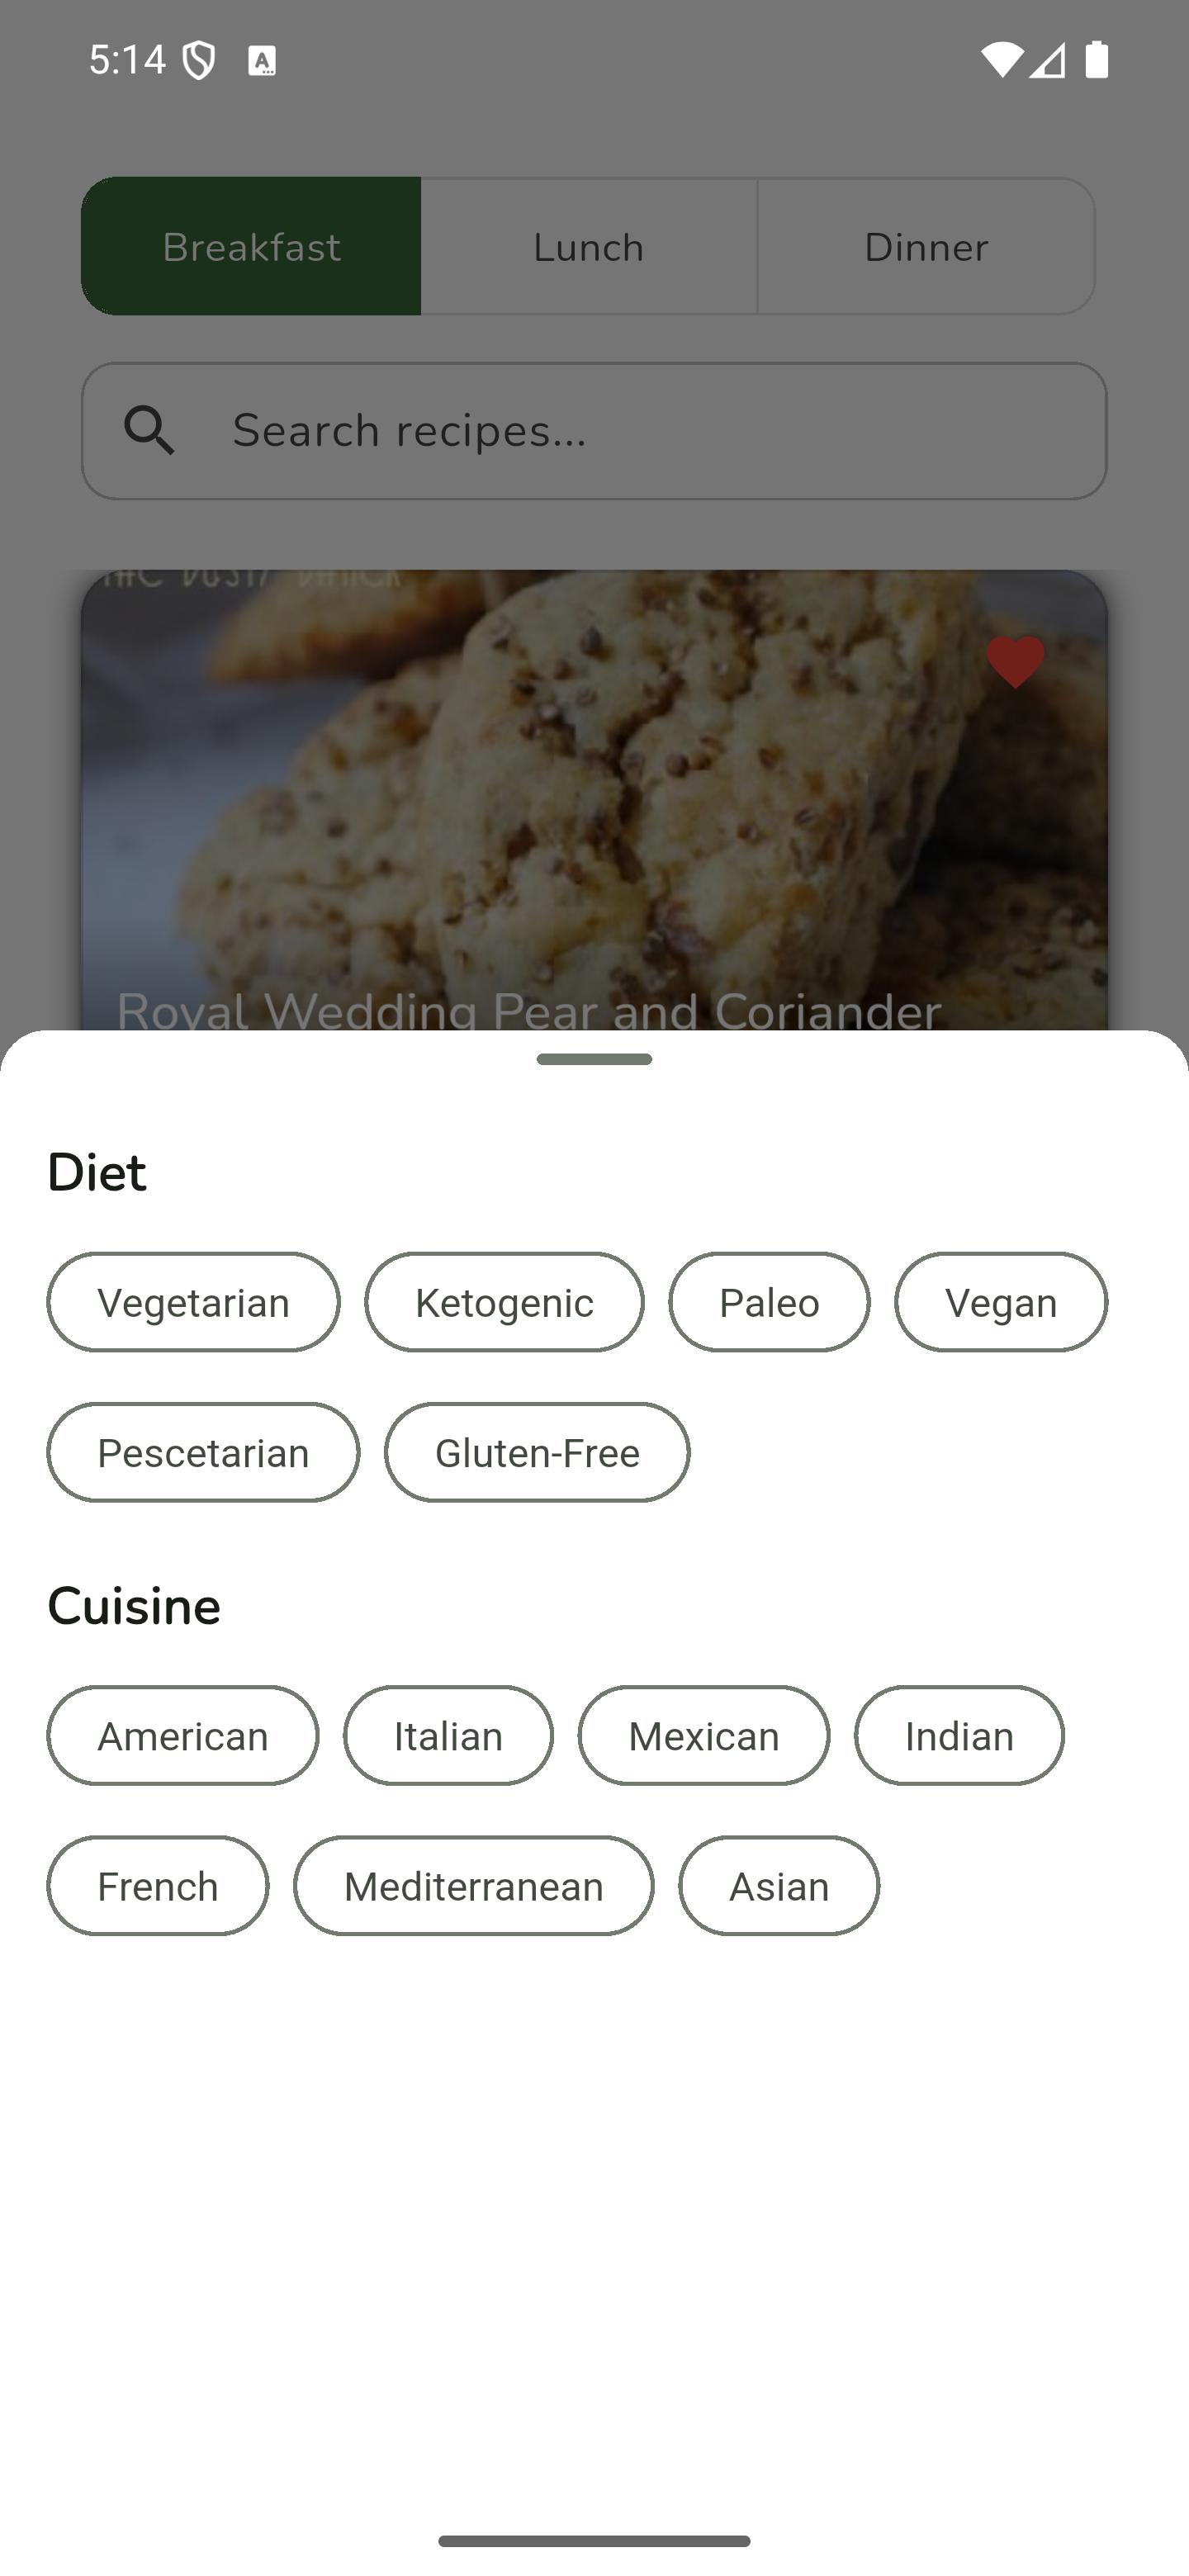 5:14
Breakfast Lunch Dinner
Search recipes...
Royal Wedding Pear and Coriander
Diet
Vegetarian Ketogenic Paleo Vegan
Pescetarian Gluten-Free
Cuisine
American Italian Mexican Indian
French Mediterranean Asian